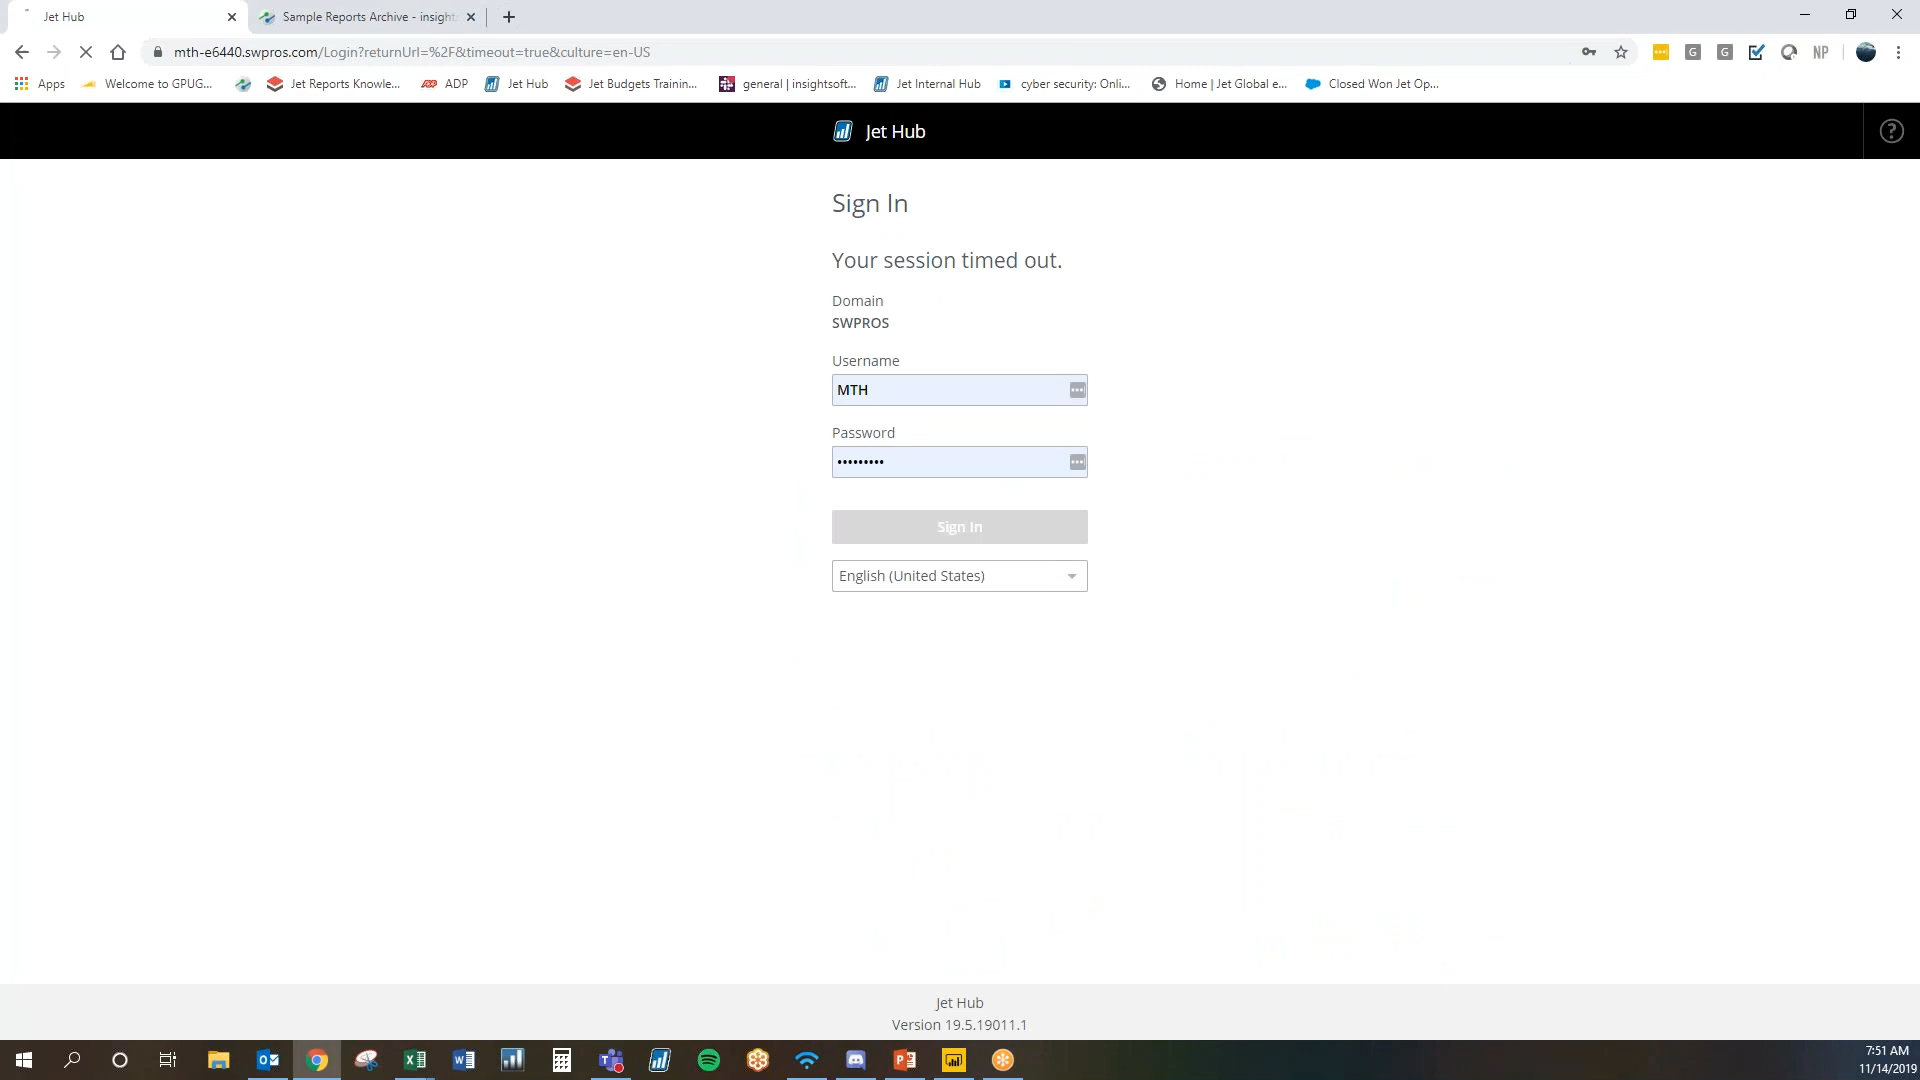 Jet Hub
Sample Reports Archive - insight
mth-e6440.swpros.com/Login?returnUrl=%2F&timeout=true&culture=en-US
NP
Apps
Welcome to GPUG...
Jet Reports Knowle...
ADP
Jet Hub
Jet Budgets Trainin...
general | insightsoft...
Jet Internal Hub
cyber security: Onli...
Home | Jet Global e...
Closed Won Jet Op...
Jet Hub
Sign In
Your session timed out.
Domain
SWPROS
Username
MTH
Password
•••••••••
Sign In
English (United States)
Jet Hub
Version 19.5.19011.1
7:51 AM
11/14/2019